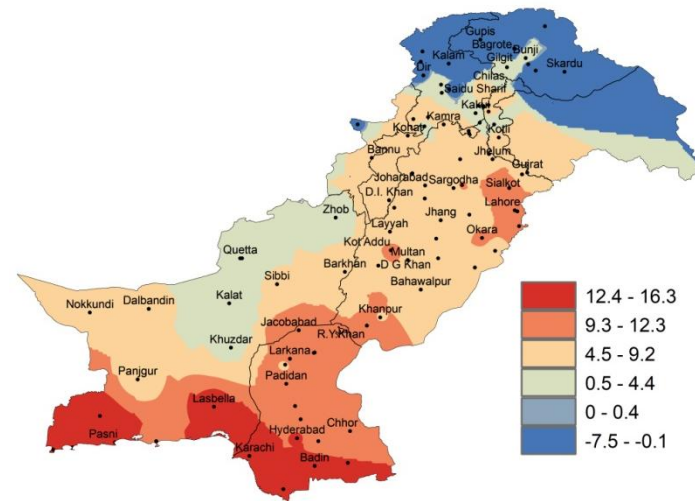 Gupis
Bagrote
Bunji
Kalam
Gilgit
Skardu
Dir
Chilas
Saidu Sharif
Kakul
Kamra
Kohat
Kotli
Bannu
Jhelum
Gujrat
Joharabad
Sargodha
Sialkot
D.I. Khan
Lahore
Zhob
Jhang
Layyah
Okara
Kot Addu
Quetta
Multan
Barkhan
D G Khan
Sibbi
Bahawalpur
Dalbandin
Kalat
Nokkundi
Khanpur
Jacobabad
R.Y.Khan
Khuzdar
Larkana
Panjgur
Padidan
Lasbella
Chhor
Hyderabad
Pasni
Karachi
Badin
12.4 - 16.3
9.3 - 12.3
4.5 - 9.2
0.5 - 4.4
0 - 0.4
-7.5 - -0.1